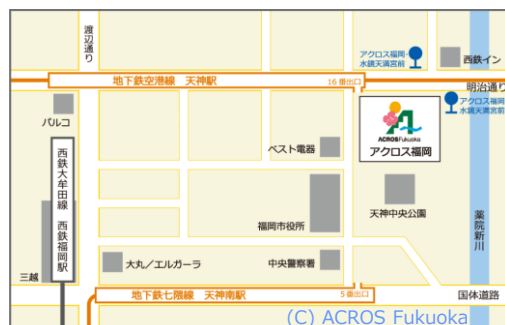 渡辺通り
アクロス福岡・
水鏡天満宮前
西鉄イン
地下鉄空港線 天神駅
16番出口
明治通り
パルコ
アクロス福岡
水鏡天満宮前
ACROS Fukuoka
アクロス福岡
ベスト電器
西鉄大牟田線 西鉄福岡駅
福岡市役所
天神中央公園
薬院新川
三越
大丸/エルガーラ
中央警察署
地下鉄七隈線 天神南駅
5番出口
国体道路
(C) ACROS Fukuoka